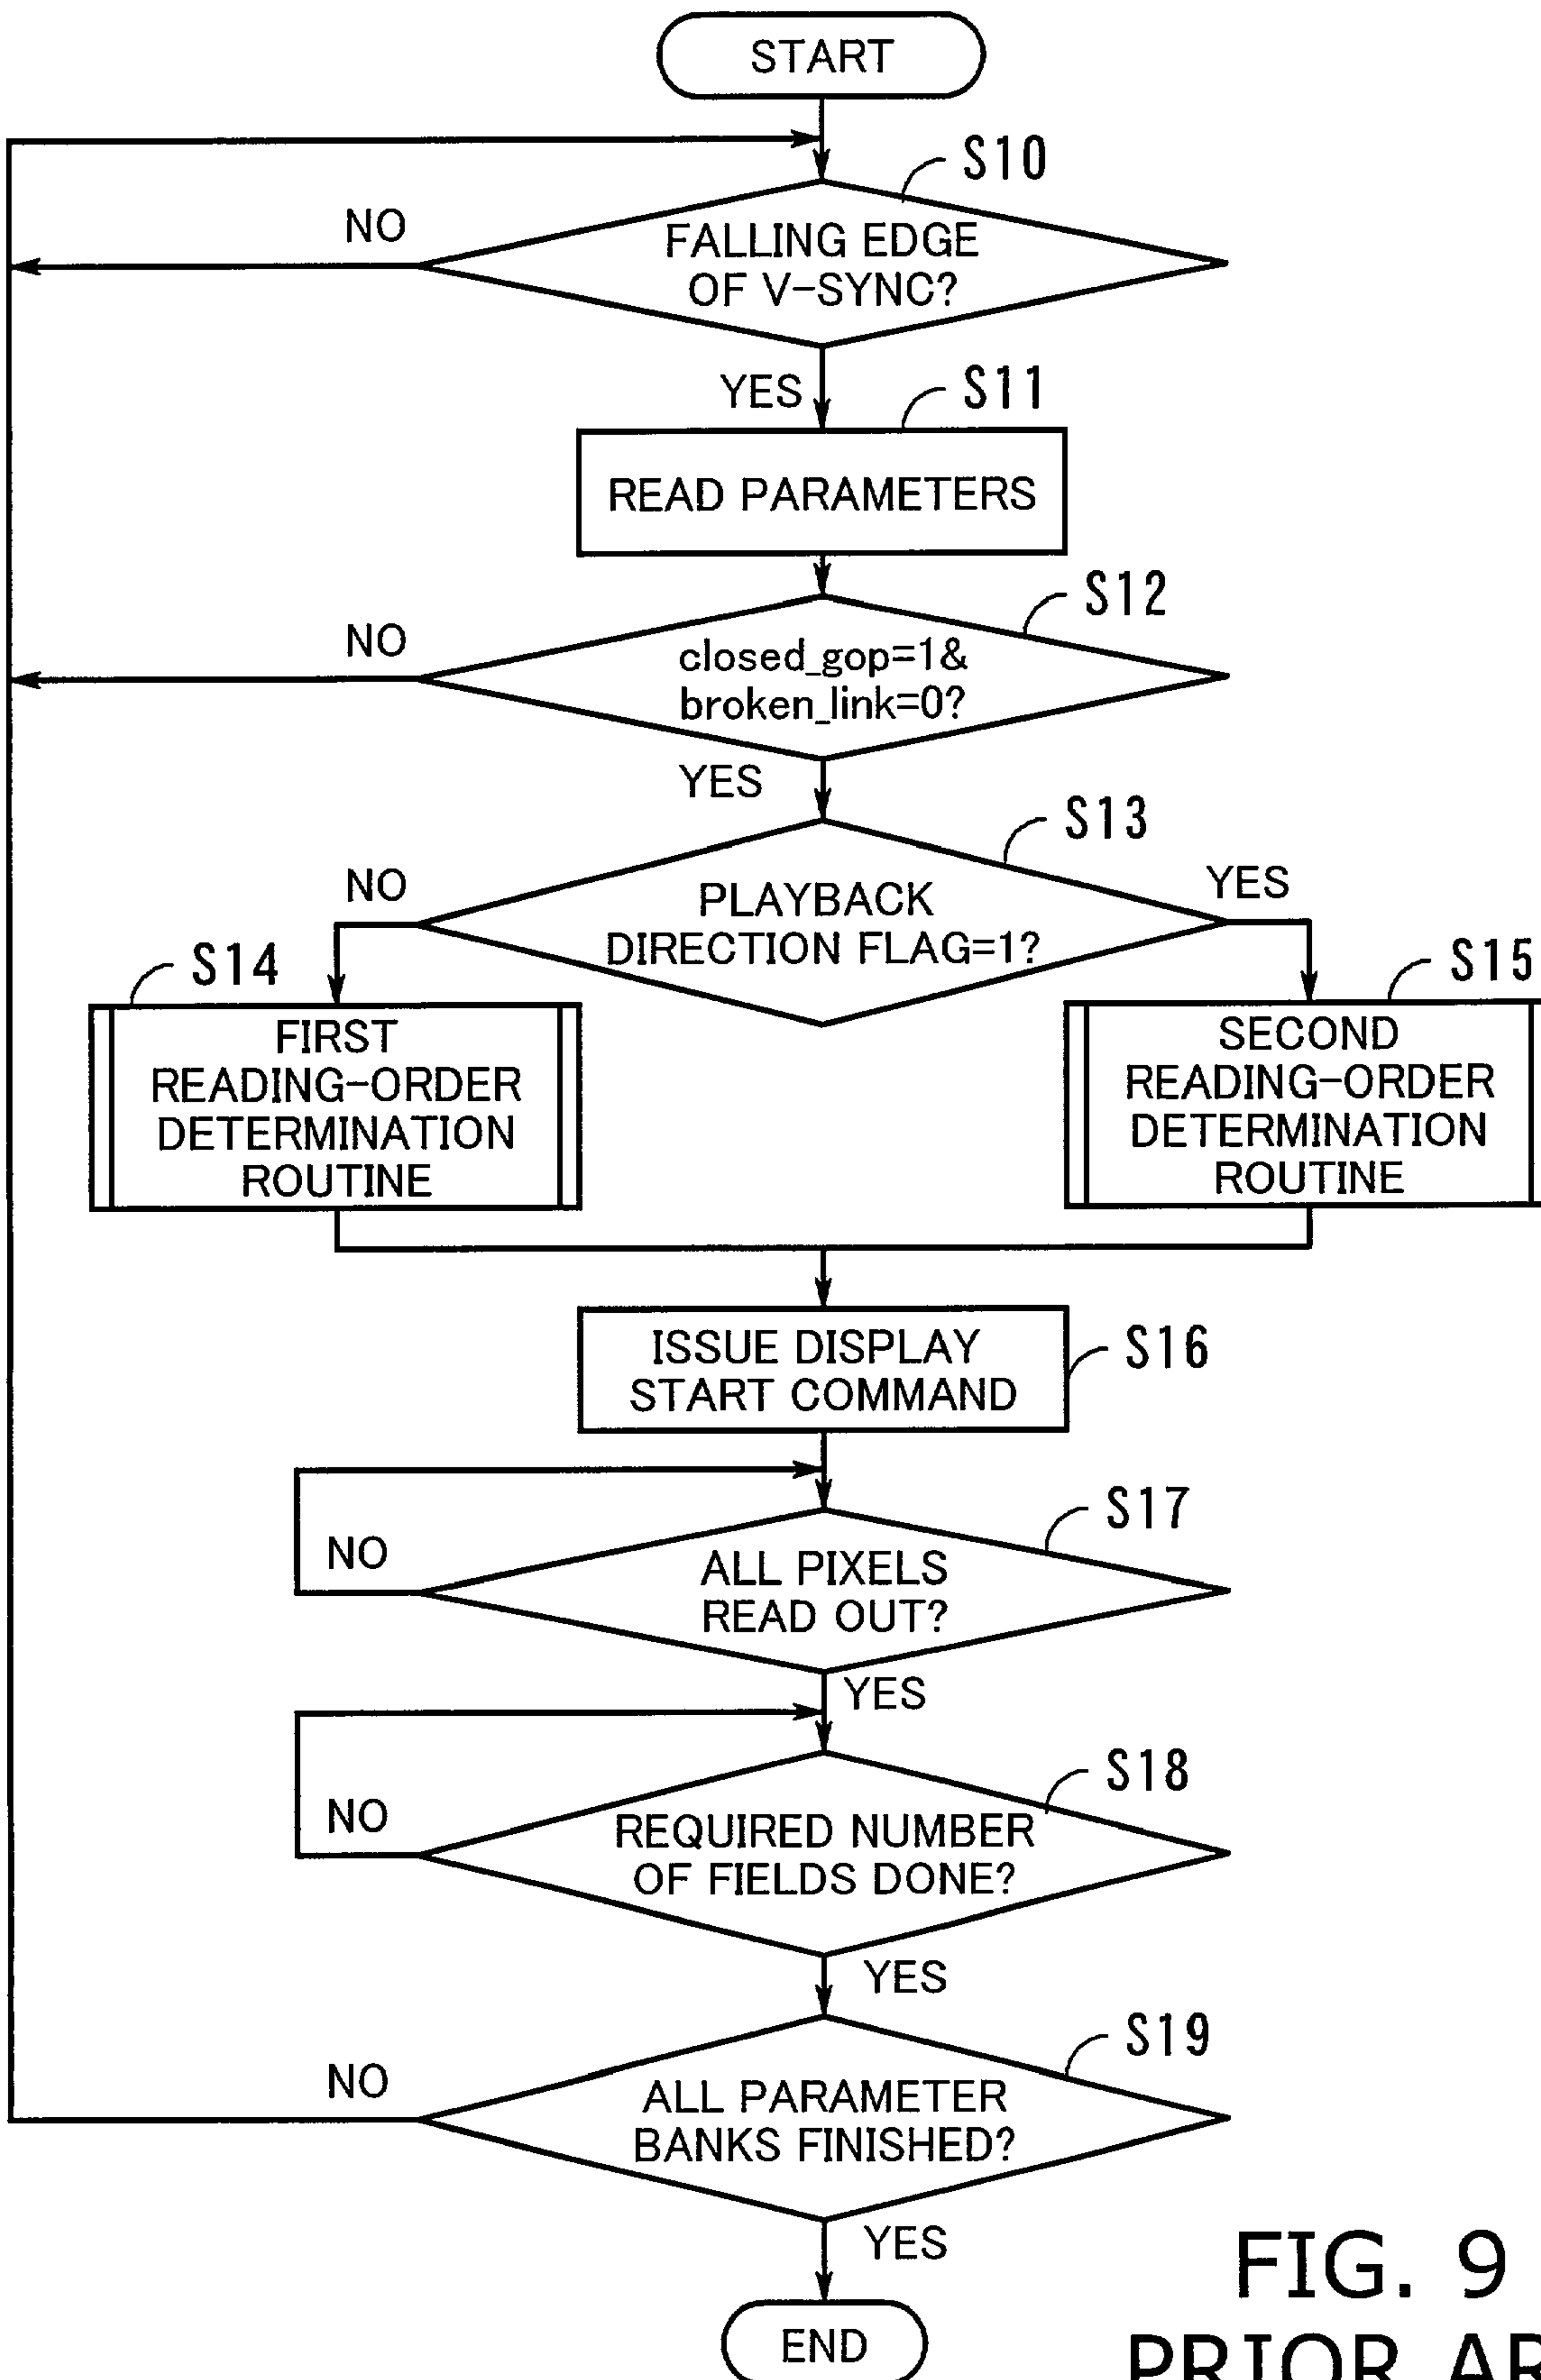 START
S10
NO
FALLING EDGE
OF V-SYNC?
YES
S11
READ PARAMETERS
S12
NO
closed_gop=1&
broken_link=0?
YES
S13
NO
YES
PLAYBACK
DIRECTION FLAG=1?
S14
S15
FIRST
READING-ORDER
DETERMINATION
ROUTINE
SECOND
READING-ORDER
DETERMINATION
ROUTINE
ISSUE DISPLAY
START COMMAND
S16
S17
NO
ALL PIXELS
READ OUT?
YES
S18
NO
REQUIRED NUMBER
OF FIELDS DONE?
YES
S19
NO
ALL PARAMETER
BANKS FINISHED?
YES
END
FIG. 9
PRIOR AR